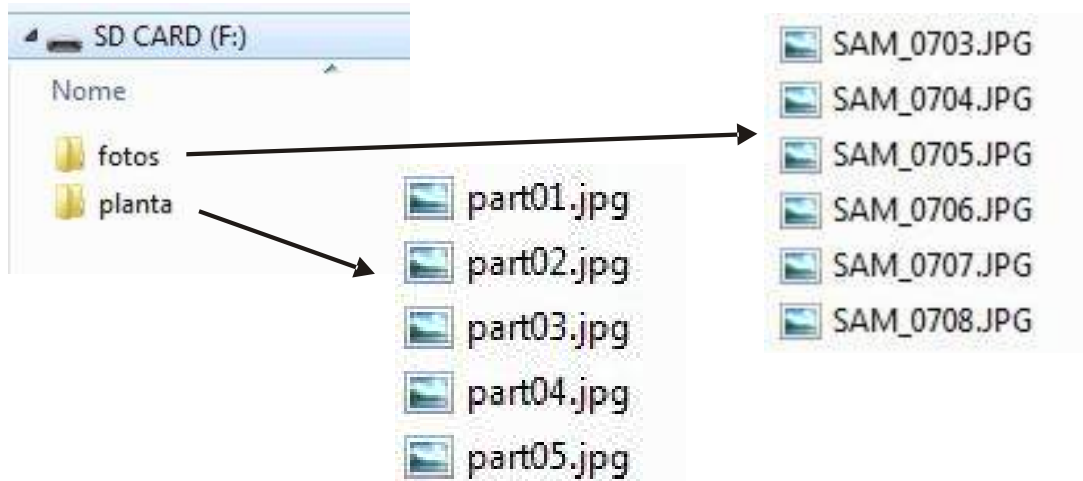 SD CARD (F:)
Nome
fotos
planta
part01.jpg
part02.jpg
part03.jpg
part04.jpg
part05.jpg
SAM_0703.JPG
SAM_0704.JPG
SAM_0705.JPG
SAM_0706.JPG
SAM_0707.JPG
SAM_0708.JPG